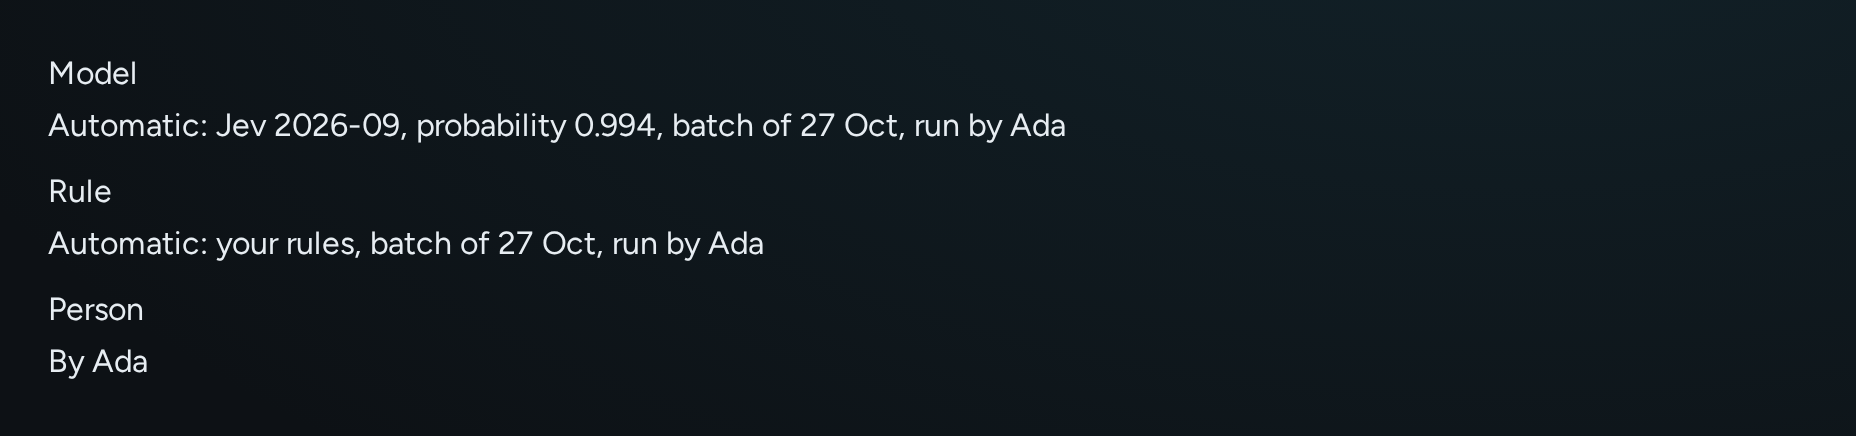 Model
Automatic: Jev 2026-09, probability 0.994, batch of 27 Oct, run by Ada
Rule
Automatic: your rules, batch of 27 Oct, run by Ada
Person
By Ada